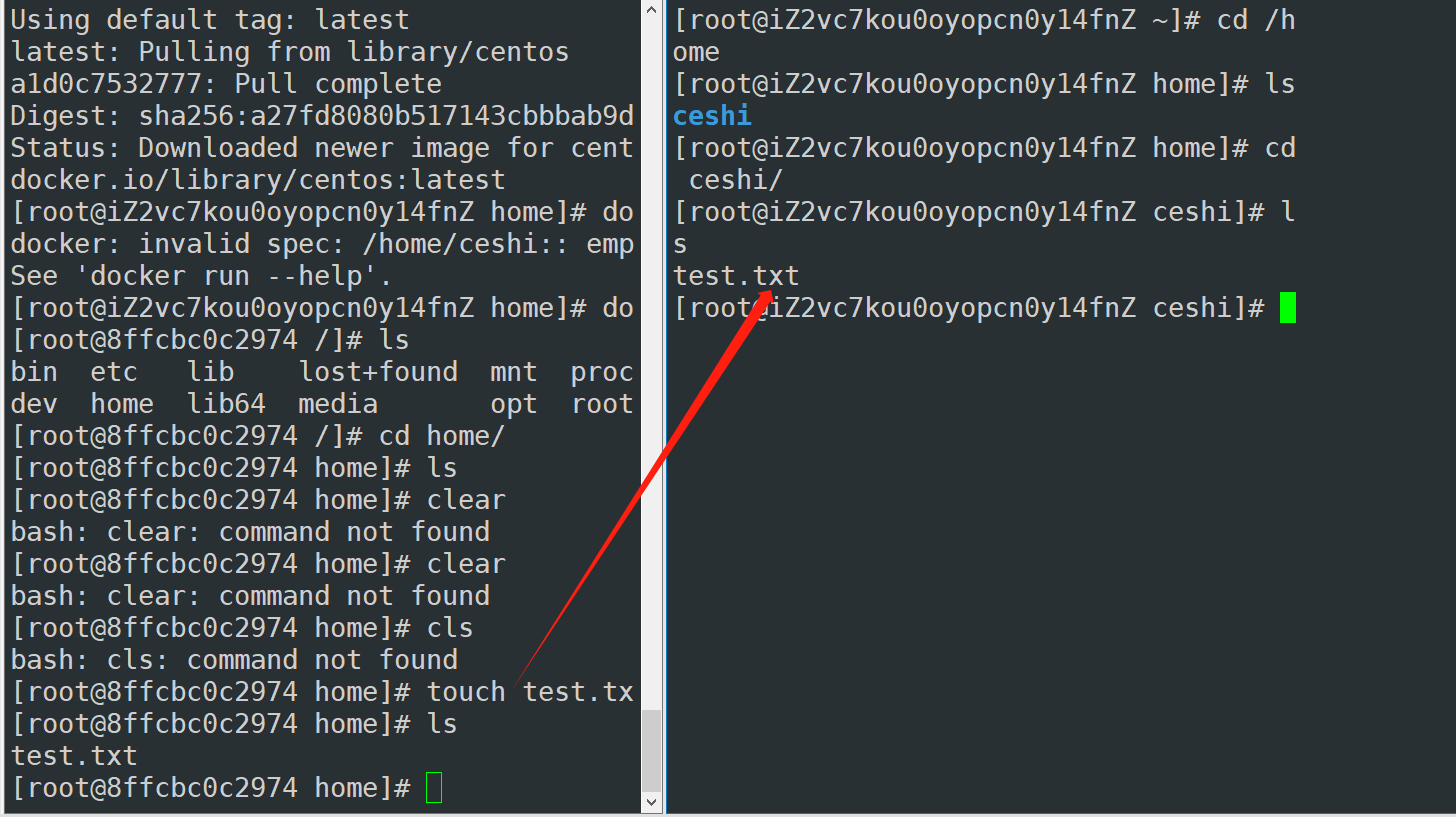 Using default tag: latest
latest: Pulling from library/centos
a1d0c7532777: Pull complete
Digest: sha256:a27fd8080b517143cbbbab9d
Status: Downloaded newer image for cent
docker.io/library/centos:latest
[root@iZ2vc7kou0oyopcn0y14fnZ home]# do
docker: invalid spec: /home/ceshi:: emp
See 'docker run --help'.
[root@iZ2vc7kou0oyopcn0y14fnZ home]# do
[root@8ffcbc0c2974 /]# ls
bin  etc   lib    lost+found  mnt  proc
dev  home  lib64  media       opt  root
[root@8ffcbc0c2974 /]# cd home/
[root@8ffcbc0c2974 home]# ls
[root@8ffcbc0c2974 home]# clear
bash: clear: command not found
[root@8ffcbc0c2974 home]# clear
bash: clear: command not found
[root@8ffcbc0c2974 home]# cls
bash: cls: command not found
[root@8ffcbc0c2974 home]# touch test.tx
[root@8ffcbc0c2974 home]# ls
test.txt
[root@8ffcbc0c2974 home]#
[root@iZ2vc7kou0oyopcn0y14fnZ ~]# cd /h
ome
[root@iZ2vc7kou0oyopcn0y14fnZ home]# ls
ceshi
[root@iZ2vc7kou0oyopcn0y14fnZ home]# cd
 ceshi/
[root@iZ2vc7kou0oyopcn0y14fnZ ceshi]# l
s
test.txt
[root@iZ2vc7kou0oyopcn0y14fnZ ceshi]#